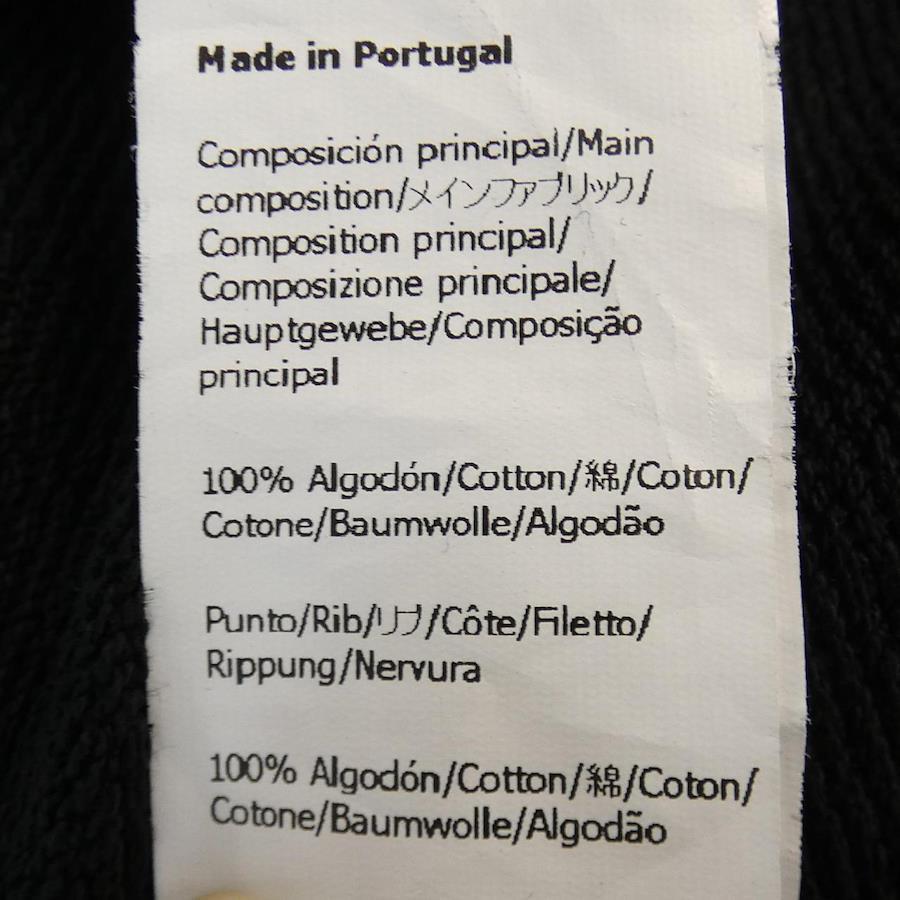 Made in Portugal
Composición principal/Main
composition/メインファブリック/
Composition principal/
Composizione principale/
Hauptgewebe/Composição
principal
100% Algodón/Cotton/綿/Coton/
Cotone/Baumwolle/Algodão
Punto/Rib/リブ/Côte/Filetto/
Rippung/Nervura
100% Algodón/Cotton/綿/Coton/
Cotone/Baumwolle/Algodão